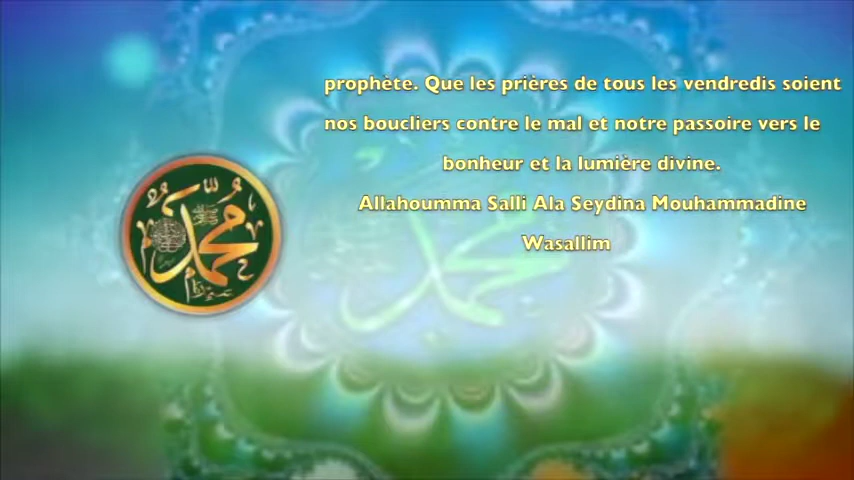 prophète. Que les prières de tous les vendredis soient
nos boucliers contre le mal et notre passoire vers le
bonheur et la lumière divine.
Allahoumma Salli Ala Seydina Mouhammadine
Wasallim
محمد
محمد